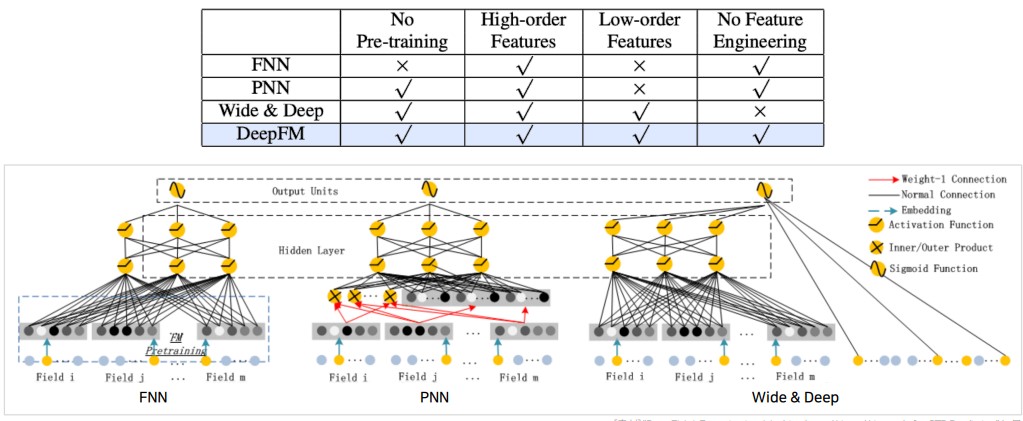 No Pre-training High-order Features Low-order Features No Feature Engineering
FNN × √ × √
PNN √ √ × √
Wide & Deep √ √ √ ×
DeepFM √ √ √ √
Output Units
Hidden Layer
Weight-1 Connection
Normal Connection
Embedding
Activation Function
Inner/Outer Product
Sigmoid Function
FM
Pretraining
Field i Field j ... Field m
FNN
Field i Field j ... Field m
PNN
Field i Field j ... Field m
Wide & Deep